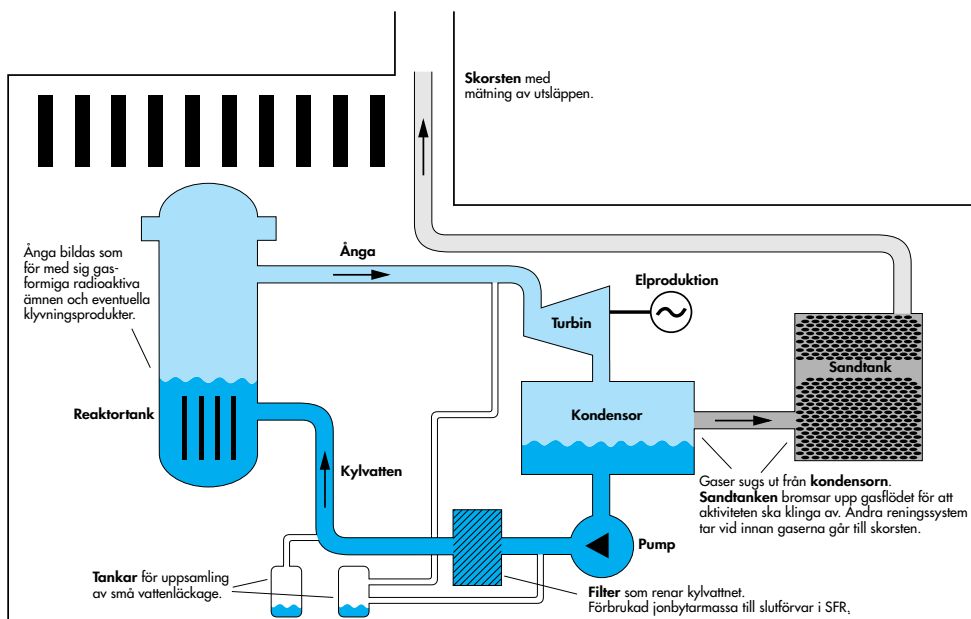 Skorsten med
mätning av utsläppen.
Ånga bildas som
för med sig gas-
formiga radioaktiva
ämnen och eventuella
klyvningsprodukter.
Ånga
Elproduktion
Turbin
Sandtank
Reaktortank
Kondensor
Kylvatten
Gaser sugs ut från kondensorn.
Sandtanken bromsar upp gasflödet för att
aktiviteten ska klinga av. Andra reningssystem
tar vid innan gaserna går till skorsten.
Pump
Tankar för uppsamling
av små vattenläckage.
Filter som renar kylvattnet.
Förbrukad jonbytarmassa till slutförvar i SFR,